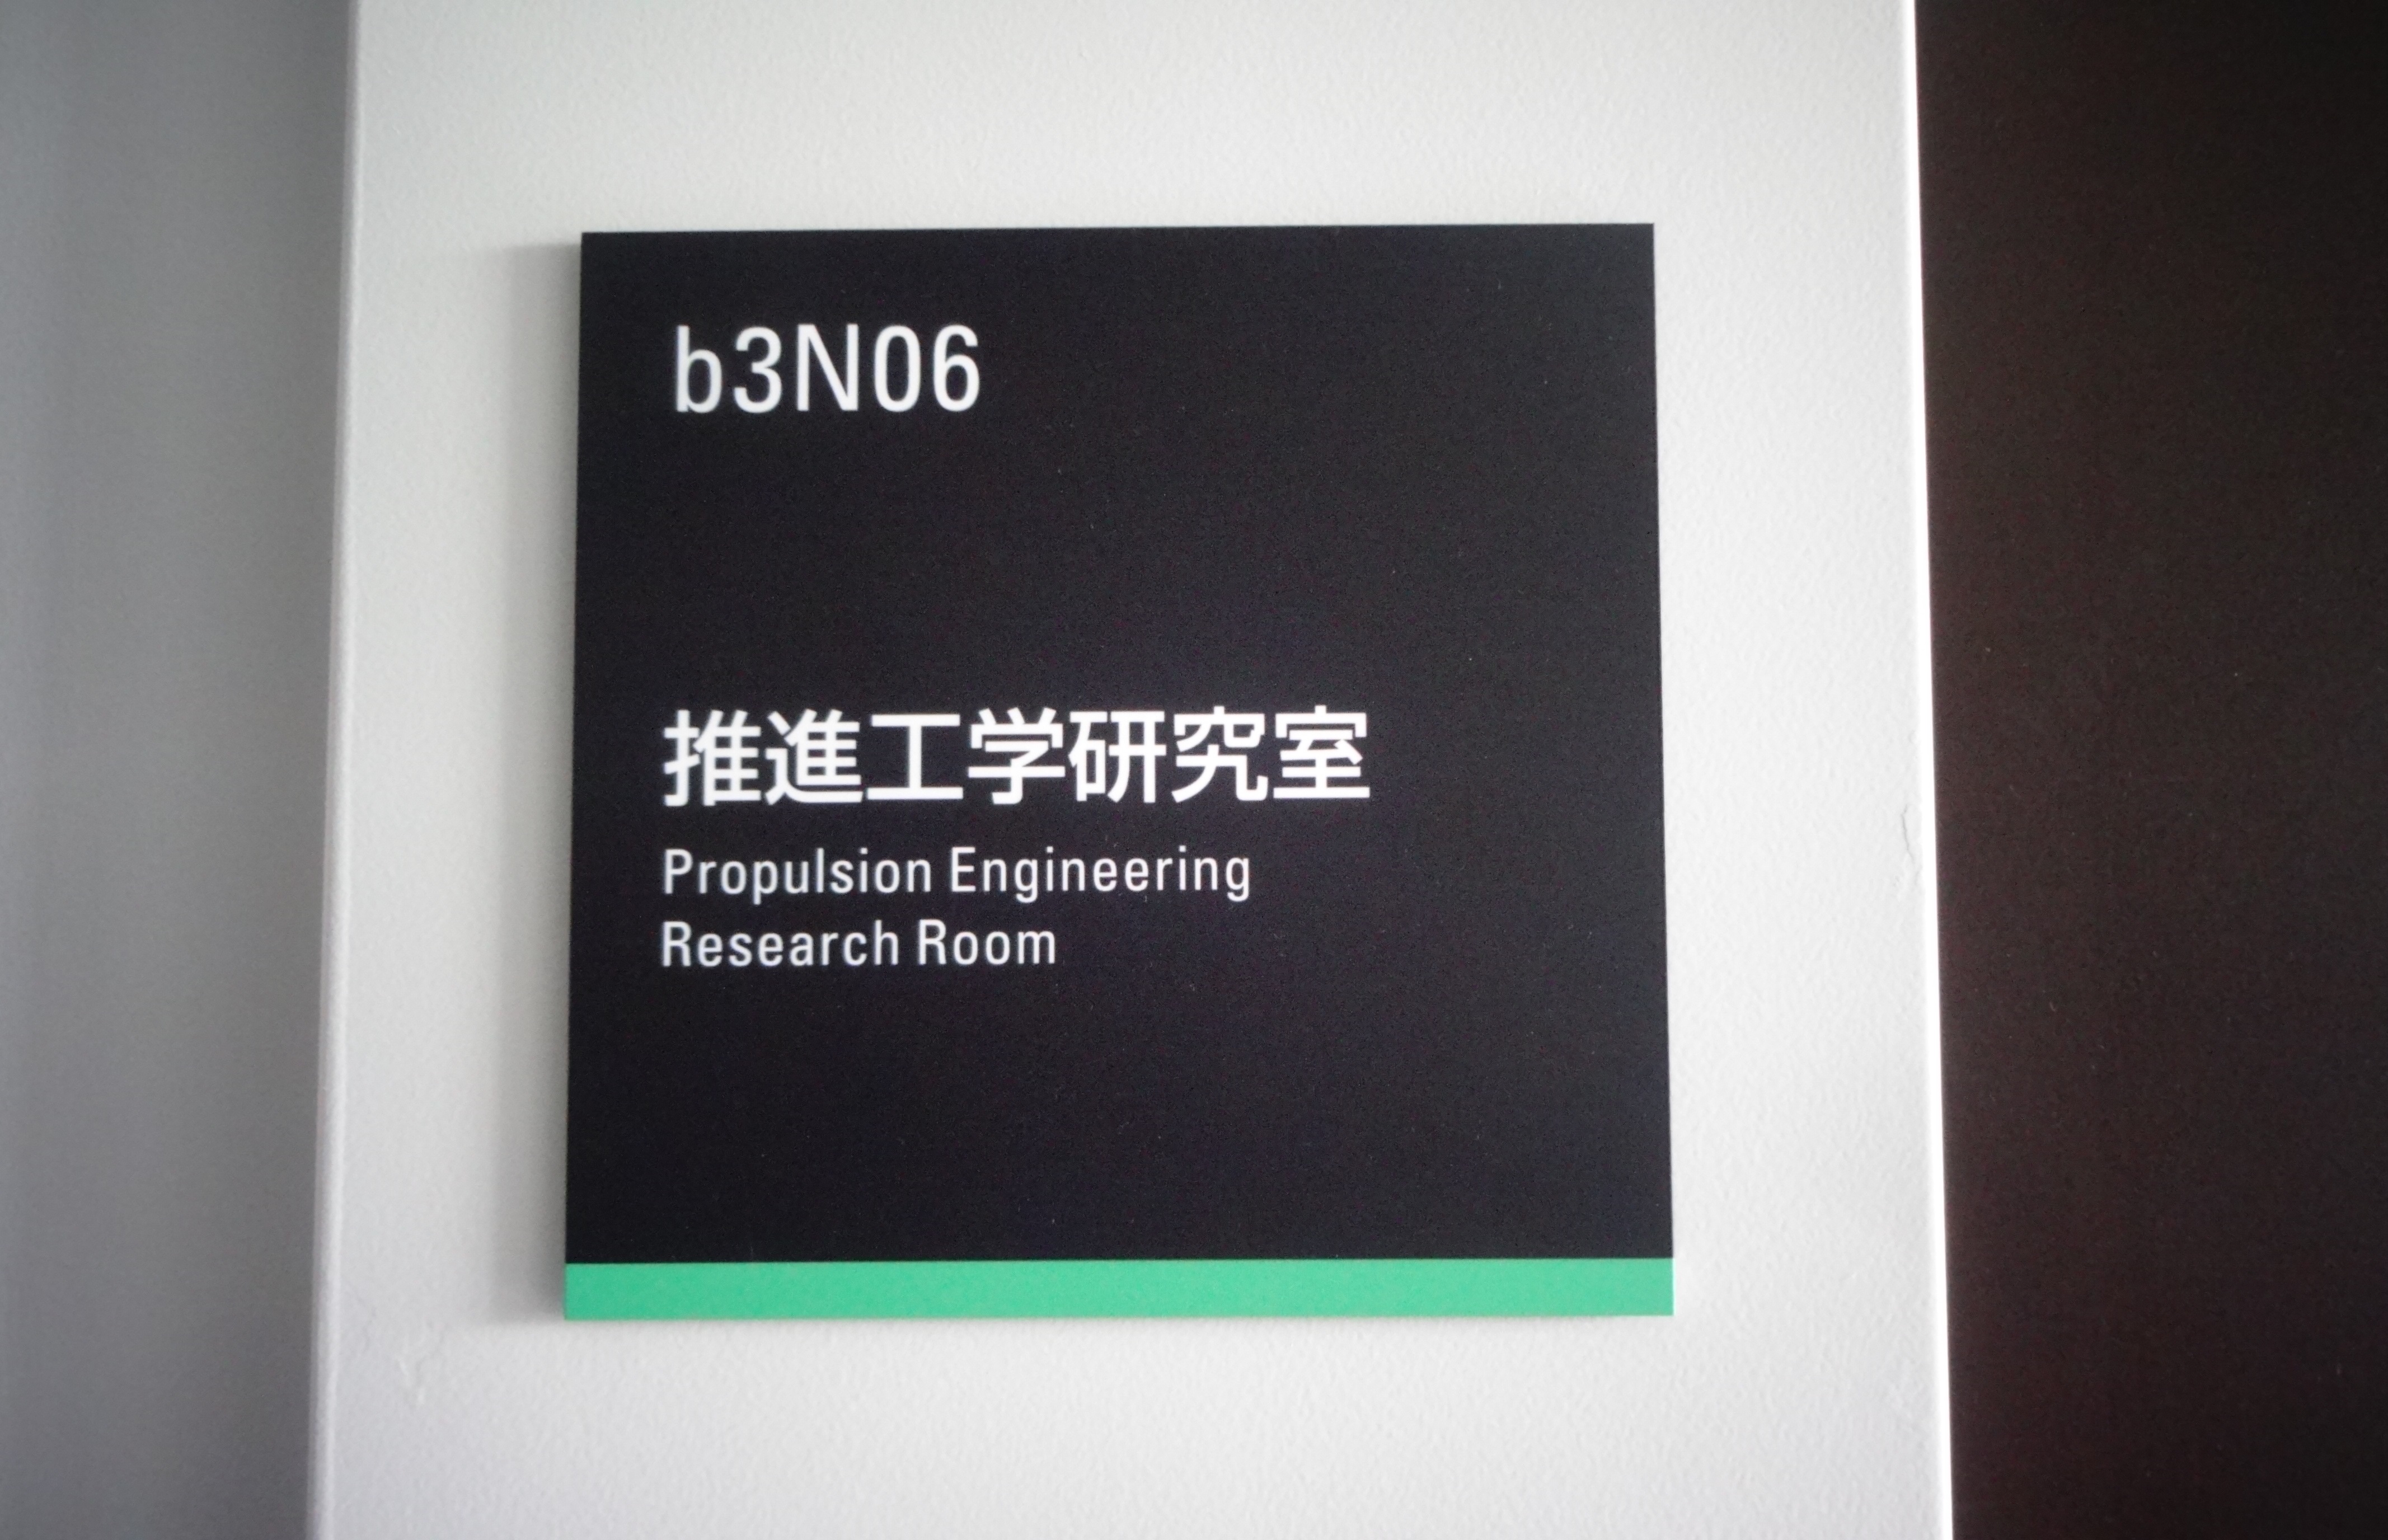 b3N06
推進工学研究室
Propulsion Engineering
Research Room